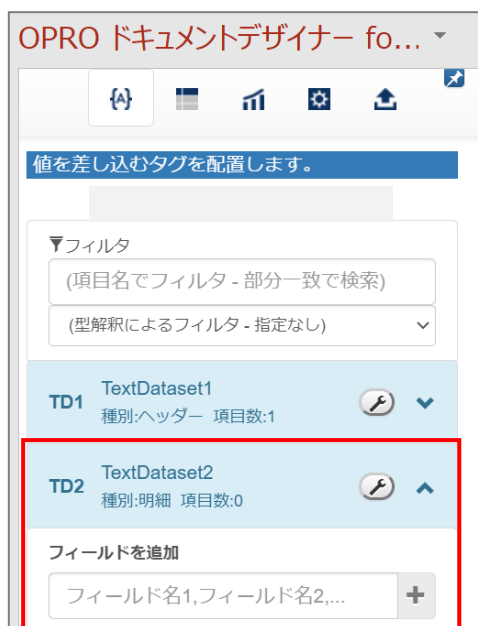 OPRO ドキュメントデザイナー fo...
{A}
値を差し込むタグを配置します。
フィルタ
(項目名でフィルタ - 部分一致で検索)
(型解釈によるフィルタ - 指定なし)
TD1 TextDataset1
種別:ヘッダー 項目数:1
TD2 TextDataset2
種別:明細 項目数:0
フィールドを追加
フィールド名1,フィールド名2,...